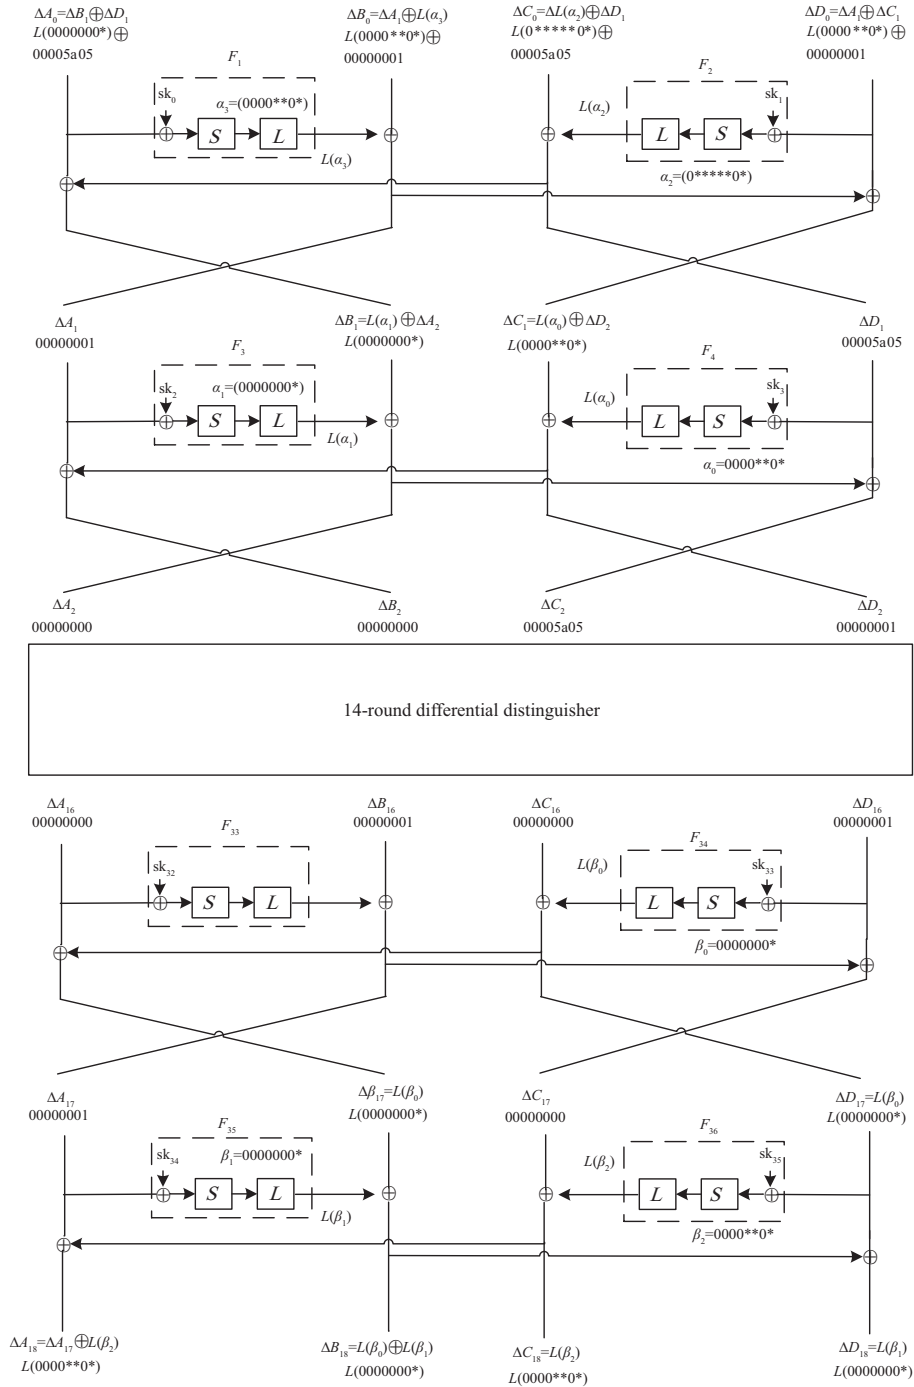 ΔA₀=ΔB₁⊕ΔD₁
L(0000000*)⊕
00005a05
ΔB₀=ΔA₁⊕L(α₃)
L(0000**0*)⊕
00000001
ΔC₀=ΔL(α₂)⊕ΔD₁
L(0*****0*)⊕
00005a05
ΔD₀=ΔA₁⊕ΔC₁
L(0000**0)⊕
00000001
F₁
sk₀
α₃=(0000**0*)
S
L
L(α₃)
F₂
L(α₂)
sk₁
L
S
α₂=(0*****0*)
ΔA₁
00000001
ΔB₁=L(α₁)⊕ΔA₂
L(0000000*)
ΔC₁=L(α₀)⊕ΔD₂
L(0000**0*)
ΔD₁
00005a05
F₃
sk₂
α₁=(0000000*)
S
L
L(α₁)
F₄
L(α₀)
sk₃
L
S
α₀=0000**0*
ΔA₂
00000000
ΔB₂
00000000
ΔC₂
00005a05
ΔD₂
00000001
14-round differential distinguisher
ΔA₁₆
00000000
ΔB₁₆
00000001
ΔC₁₆
00000000
ΔD₁₆
00000001
F₃₃
sk₃₂
S
L
F₃₄
L(β₀)
sk₃₃
L
S
β₀=0000000*
ΔA₁₇
00000001
Δβ₁₇=L(β₀)
L(0000000*)
ΔC₁₇
00000000
ΔD₁₇=L(β₀)
L(0000000*)
F₃₅
sk₃₄
β₁=0000000*
S
L
L(β₁)
F₃₆
L(β₂)
sk₃₅
L
S
β₂=0000**0*
ΔA₁₈=ΔA₁₇⊕L(β₂)
L(0000**0*)
ΔB₁₈=L(β₀)⊕L(β₁)
L(0000000*)
ΔC₁₈=L(β₂)
L(0000**0*)
ΔD₁₈=L(β₁)
L(0000000*)